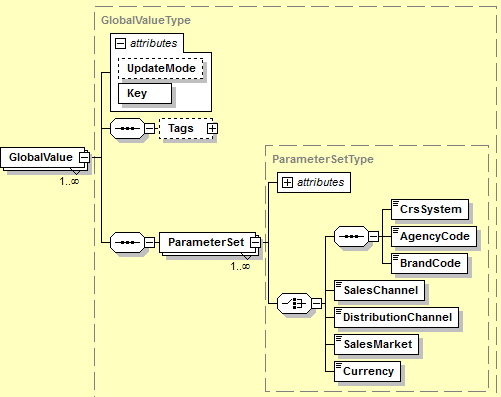 GlobalValueType
attributes
UpdateMode
Key
Tags
GlobalValue
1..∞
ParameterSetType
attributes
ParameterSet
1..∞
CrsSystem
AgencyCode
BrandCode
SalesChannel
DistributionChannel
SalesMarket
Currency